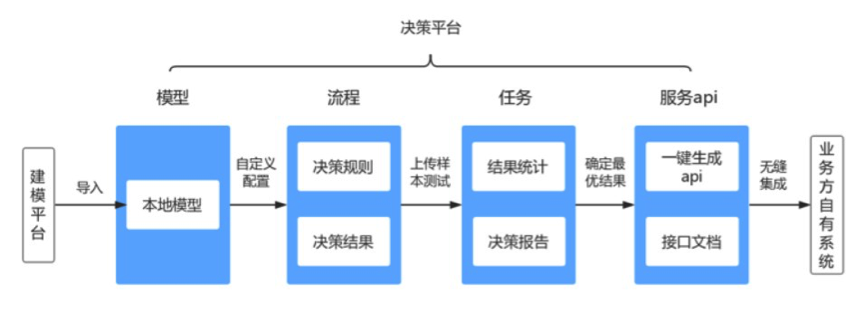 决策平台
模型
流程
任务
服务api
建
模
平
台
导入
本地模型
自定义
配置
决策规则
决策结果
上传样
本测试
结果统计
决策报告
确定最
优结果
一键生成
api
接口文档
无缝
集成
业
务
方
自
有
系
统